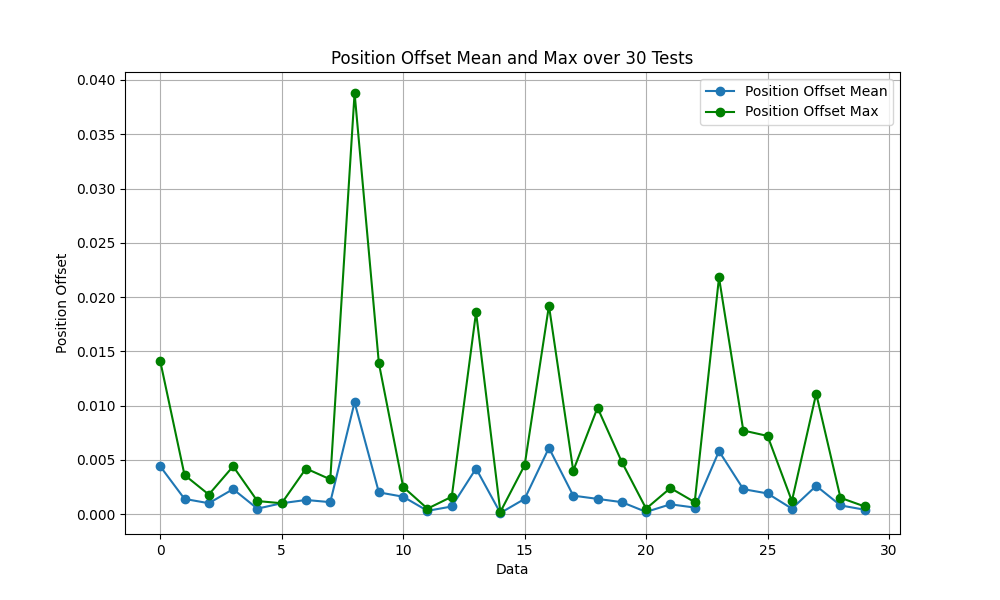 Position Offset Mean and Max over 30 Tests
Position Offset Mean
Position Offset Max
0.040
0.035
0.030
0.025
0.020
0.015
0.010
0.005
0.000
Position Offset
0 5 10 15 20 25 30
Data